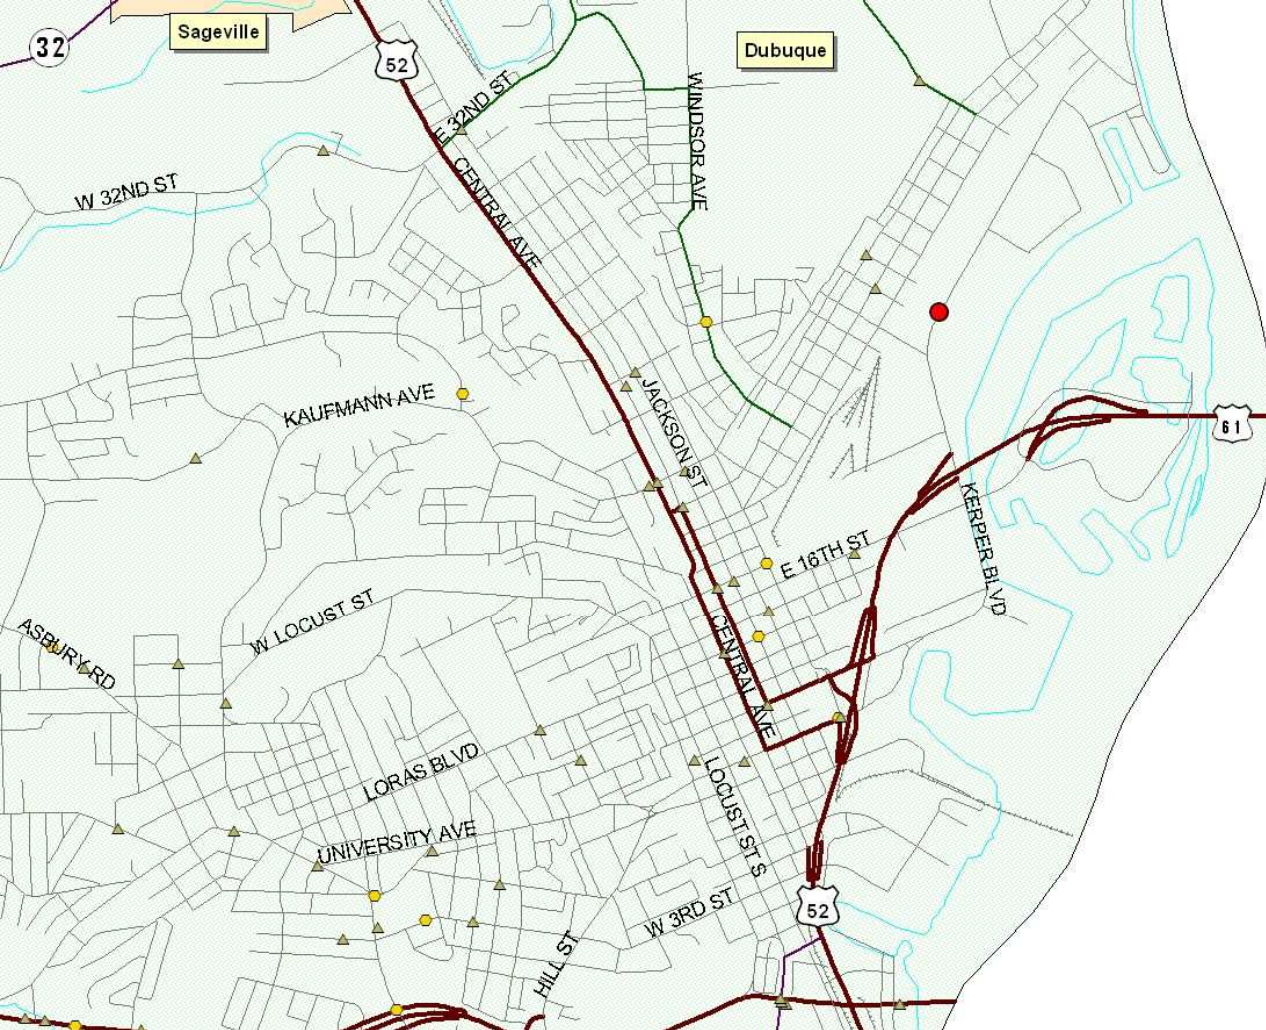 Sageville
32
52
Dubuque
E 32ND ST
WINDSOR AVE
W 32ND ST
CENTRAL AVE
KAUFMANN AVE
JACKSON ST
61
KERPER BLVD
E 16TH ST
W LOCUST ST
ASBURY RD
CENTRAL AVE
LORAS BLVD
LOCUST ST S
UNIVERSITY AVE
W 3RD ST
52
HILL ST